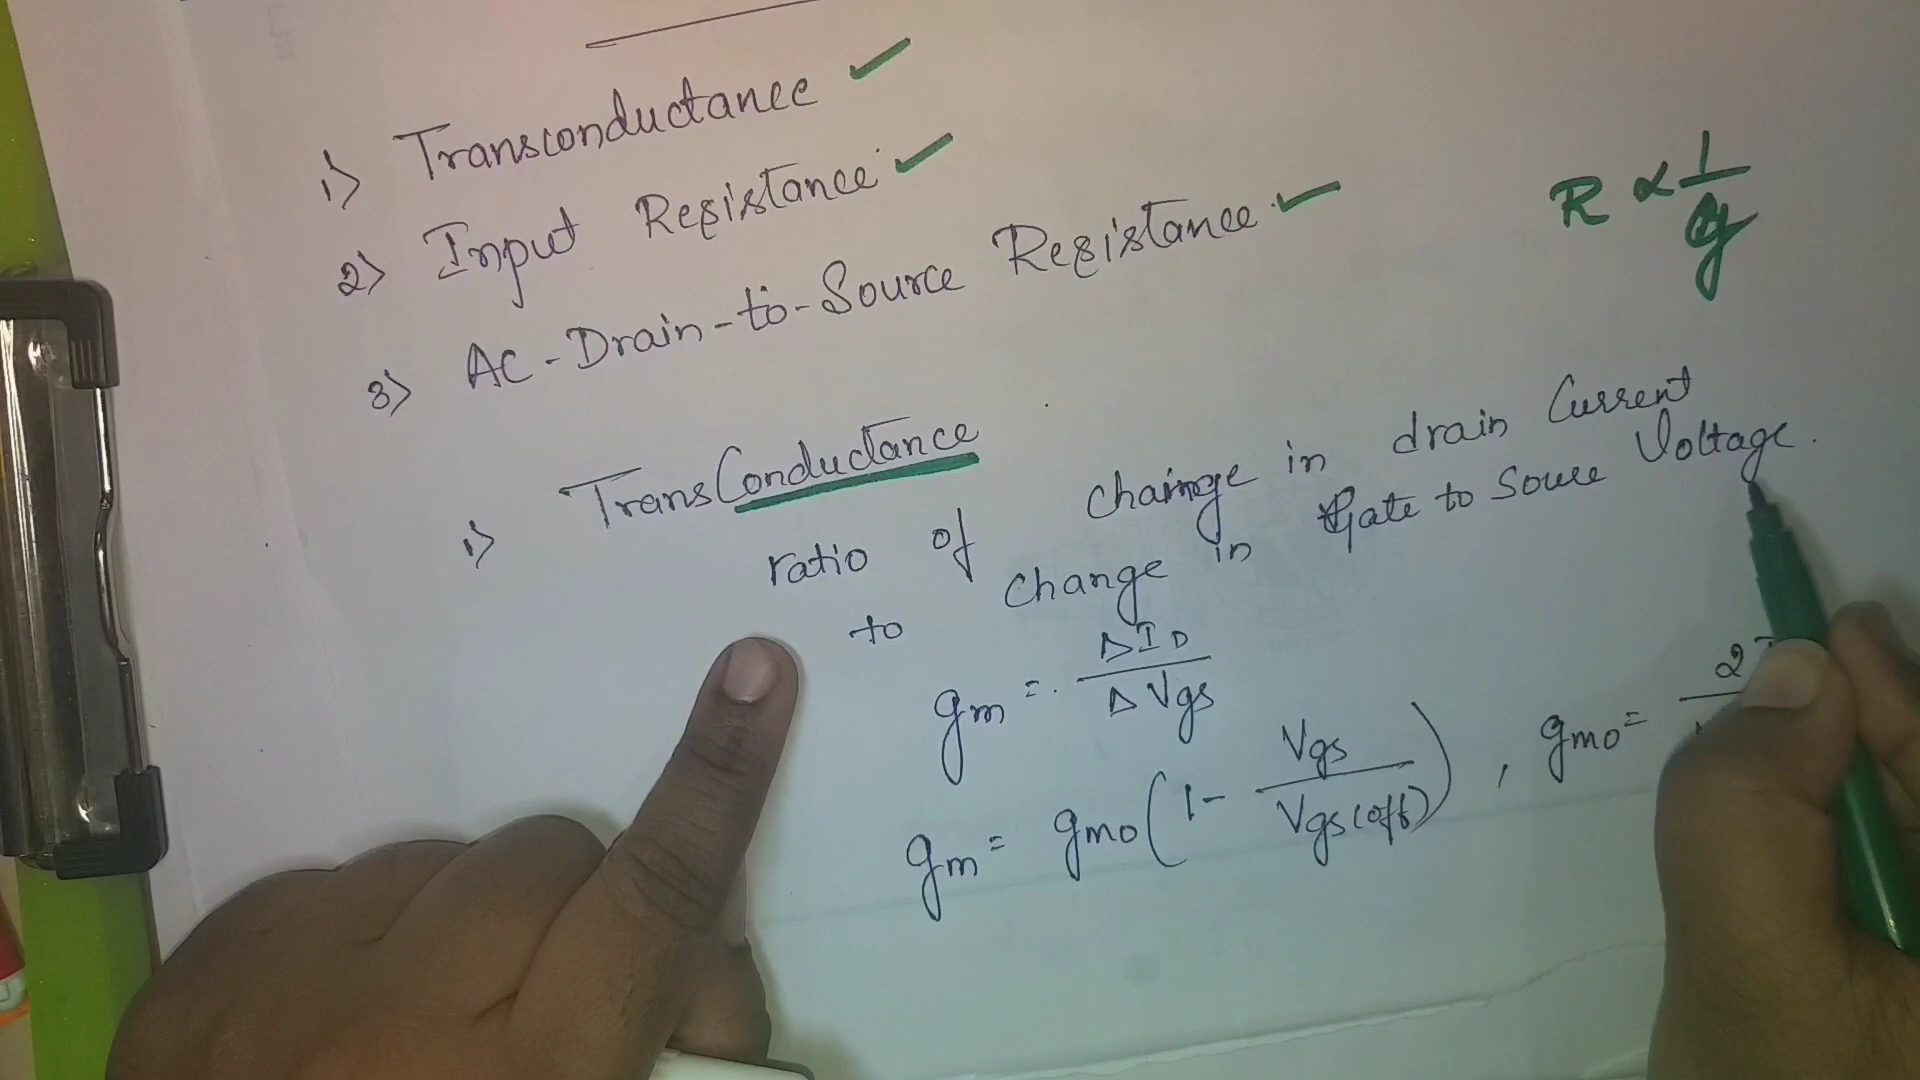 1) Transconductance
2) Input Resistance
3) AC-Drain-to-Source Resistance
R ∝ 1/g
1) TransConductance
ratio of change in drain Current
to change in Gate to Soure Voltage.
gm = ΔID / ΔVgs
gm = gmo (1 - Vgs / Vgs(off)) , gmo = 2